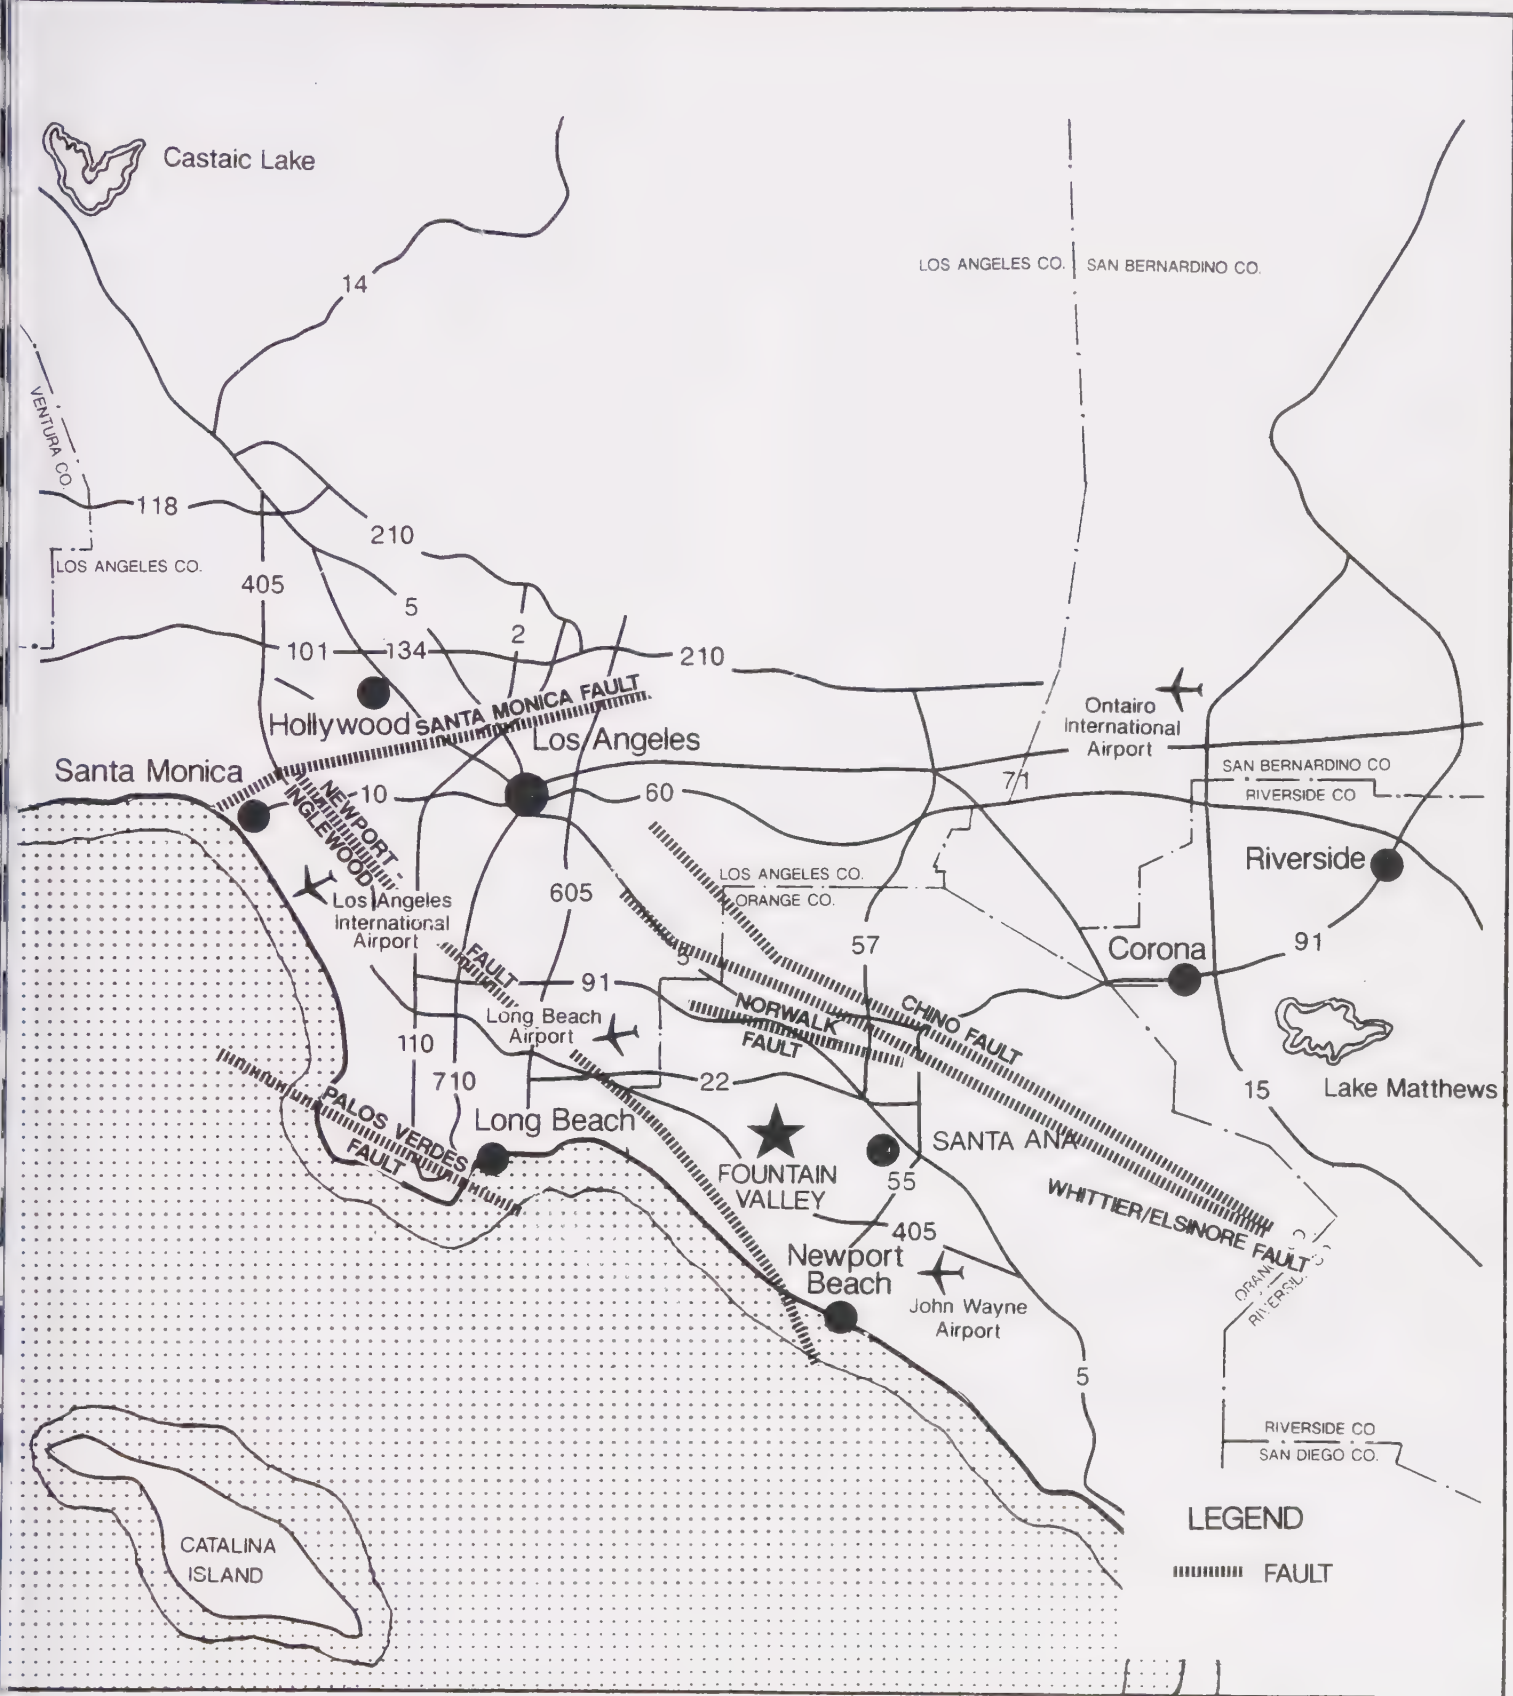 Castaic Lake
14
LOS ANGELES CO.
SAN BERNARDINO CO.
VENTURA CO.
LOS ANGELES CO.
118
210
405
5
2
101
134
210
Hollywood
SANTA MONICA FAULT
Los Angeles
Santa Monica
Ontairo
International
Airport
SAN BERNARDINO CO
RIVERSIDE CO
71
10
60
NEWPORT -
INGLEWOOD
Los Angeles
International
Airport
605
LOS ANGELES CO.
ORANGE CO.
Riverside
57
Corona
91
5
FAULT
91
Long Beach
Airport
NORWALK
FAULT
CHINO FAULT
Lake Matthews
110
710
22
15
PALOS VERDES
FAULT
Long Beach
SANTA ANA
FOUNTAIN
VALLEY
55
WHITTIER/ELSINORE FAULT
405
Newport
Beach
John Wayne
Airport
5
RIVERSIDE CO
SAN DIEGO CO.
CATALINA
ISLAND
LEGEND
FAULT